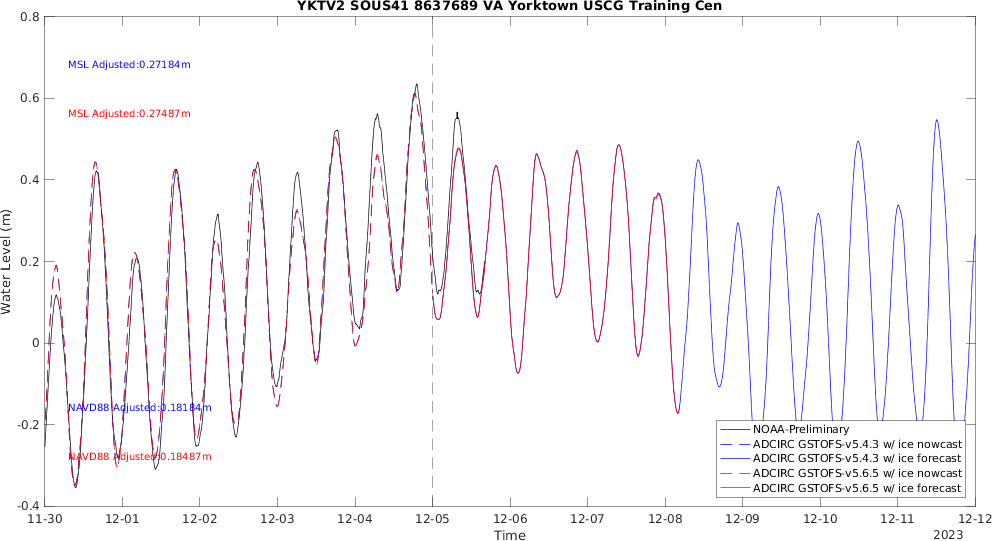 YKTV2 SOUS41 8637689 VA Yorktown USCG Training Cen
0.8
0.6
0.4
0.2
0
-0.2
-0.4
Water Level (m)
MSL Adjusted:0.27184m
MSL Adjusted:0.27487m
NAVD88 Adjusted:0.18184m
NAVD88 Adjusted:0.18487m
NOAA-Preliminary
ADCIRC GSTOFS-v5.4.3 w/ ice nowcast
ADCIRC GSTOFS-v5.4.3 w/ ice forecast
ADCIRC GSTOFS-v5.6.5 w/ ice nowcast
ADCIRC GSTOFS-v5.6.5 w/ ice forecast
11-30 12-01 12-02 12-03 12-04 12-05 12-06 12-07 12-08 12-09 12-10 12-11 12-12
Time
2023